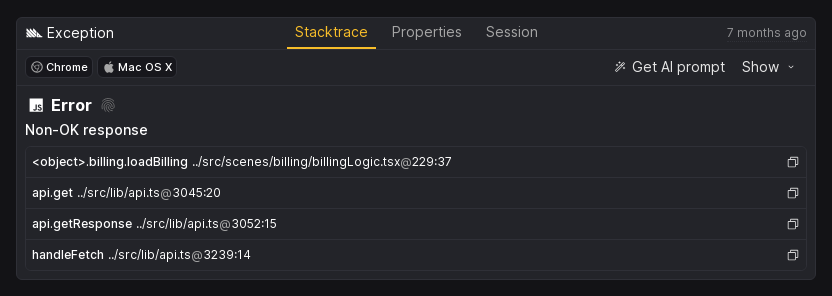 Exception
Stacktrace
Properties
Session
7 months ago
Chrome
Mac OS X
Get AI prompt
Show
JS Error
Non-OK response
<object>.billing.loadBilling ../src/scenes/billing/billingLogic.tsx@229:37
api.get ../src/lib/api.ts@3045:20
api.getResponse ../src/lib/api.ts@3052:15
handleFetch ../src/lib/api.ts@3239:14